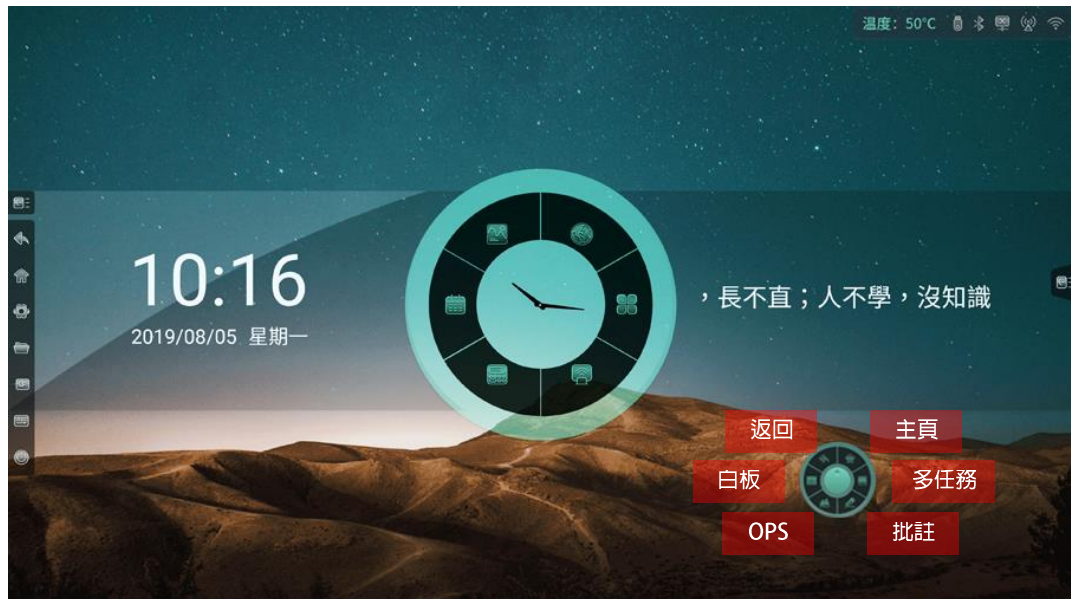 温度：50°C
10:16
2019/08/05 星期一
，長不直；人不學，沒知識
返回
主頁
白板
多任務
OPS
批註